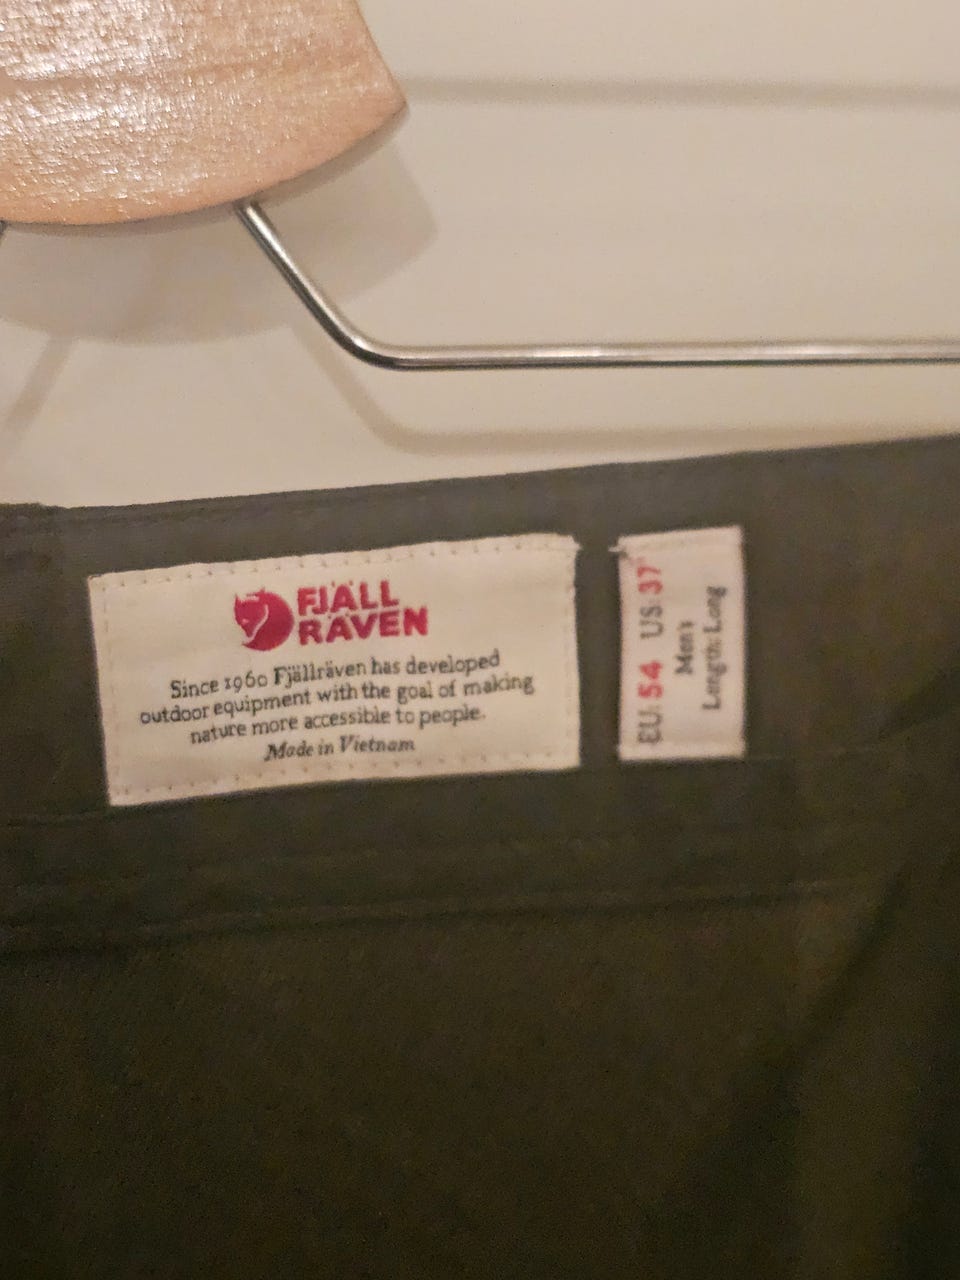 FJÄLL
RÄVEN
Since 1960 Fjällräven has developed
outdoor equipment with the goal of making
nature more accessible to people.
Made in Vietnam
EU: 54 US: 37"
Men's
Length: Long